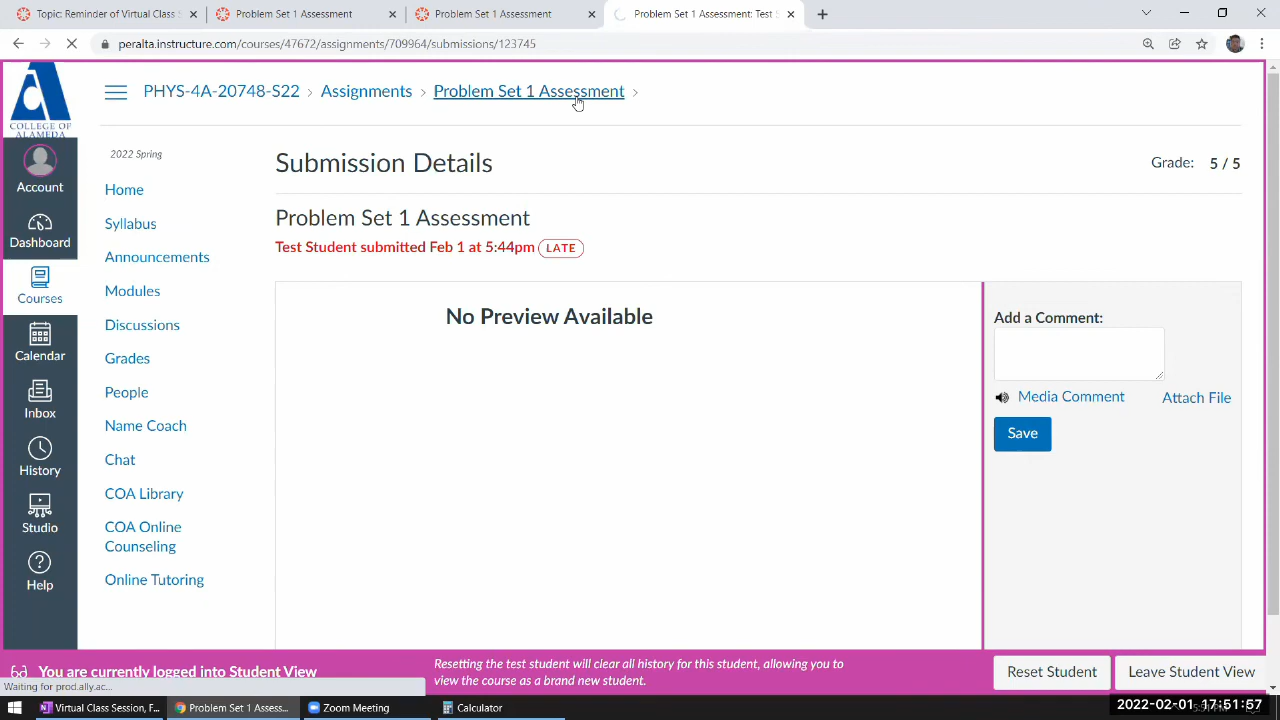 Topic: Reminder of Virtual Class
Problem Set 1 Assessment
Problem Set 1 Assessment
Problem Set 1 Assessment: Test S
peralta.instructure.com/courses/47672/assignments/709964/submissions/123745
COLLEGE OF
ALAMEDA
PHYS-4A-20748-S22 › Assignments › Problem Set 1 Assessment ›
Account
Dashboard
Courses
Calendar
Inbox
History
Studio
Help
2022 Spring
Home
Syllabus
Announcements
Modules
Discussions
Grades
People
Name Coach
Chat
COA Library
COA Online
Counseling
Online Tutoring
Submission Details
Grade: 5 / 5
Problem Set 1 Assessment
Test Student submitted Feb 1 at 5:44pm LATE
No Preview Available
Add a Comment:
Media Comment
Attach File
Save
You are currently logged into Student View
Resetting the test student will clear all history for this student, allowing you to
view the course as a brand new student.
Reset Student
Leave Student View
Waiting for prod.ally.ac...
Virtual Class Session, F...
Problem Set 1 Assess...
Zoom Meeting
Calculator
2022-02-01 17:51:57